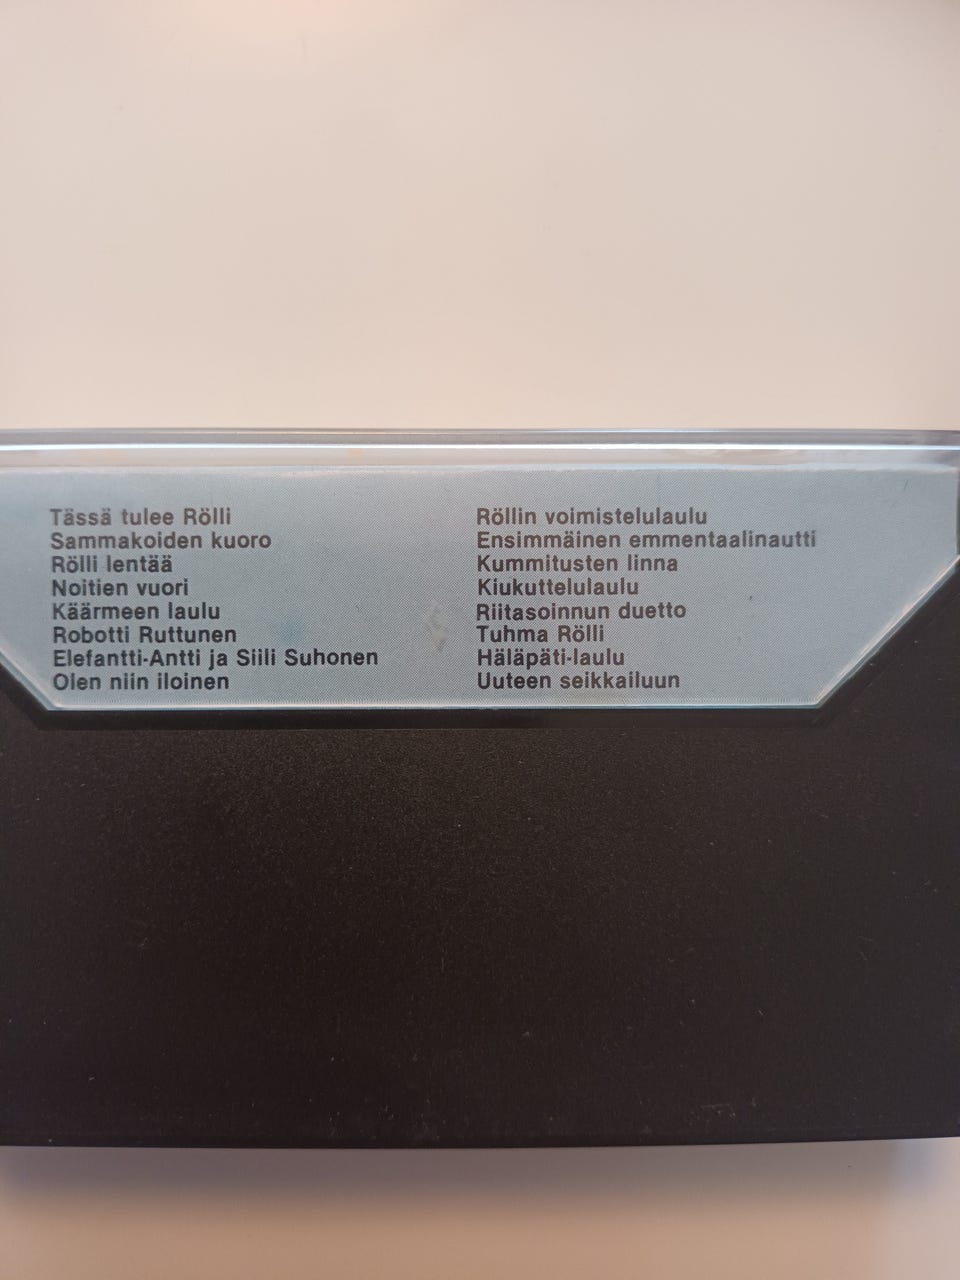 Tässä tulee Rölli
Sammakoiden kuoro
Rölli lentää
Noitien vuori
Käärmeen laulu
Robotti Ruttunen
Elefantti-Antti ja Siili Suhonen
Olen niin iloinen
Röllin voimistelulaulu
Ensimmäinen emmentaalinautti
Kummitusten linna
Kiukuttelulaulu
Riitasoinnun duetto
Tuhma Rölli
Häläpäti-laulu
Uuteen seikkailuun